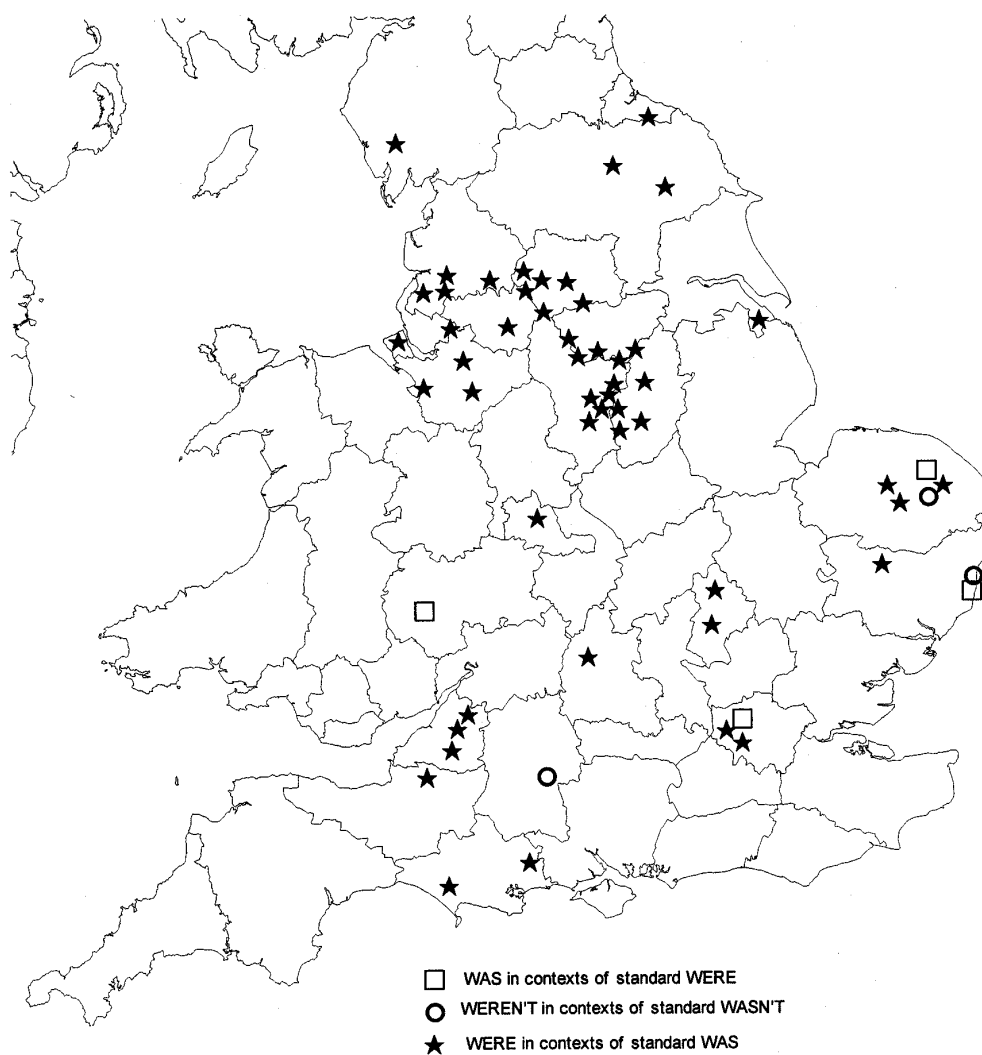 WAS in contexts of standard WERE
WEREN'T in contexts of standard WASN'T
WERE in contexts of standard WAS